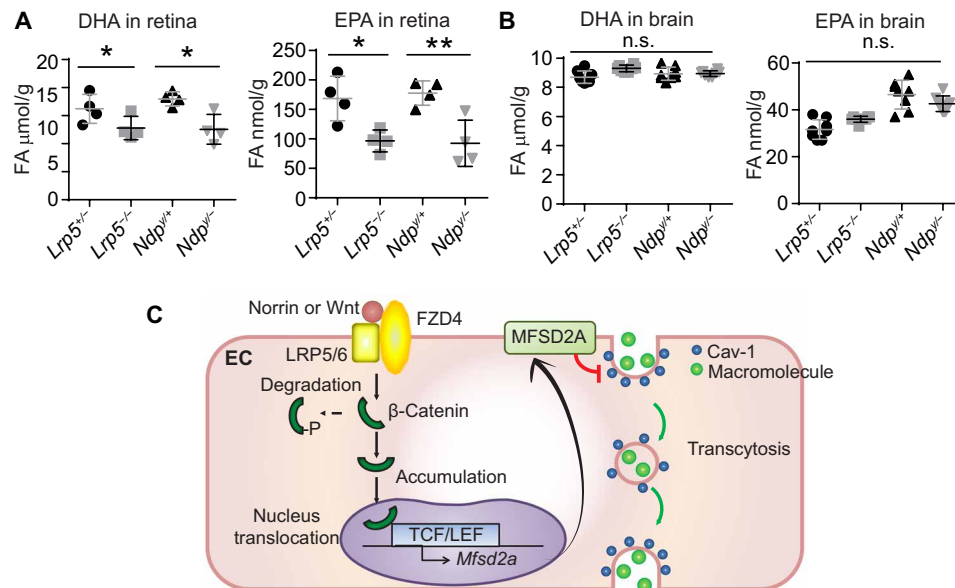 A
DHA in retina
*
*
FA μmol/g
15
10
10
5
0
Lrp5+/-
Lrp5-/-
Ndpy/+
Ndpy/-
EPA in retina
*
**
FA nmol/g
250
200
150
100
50
0
Lrp5+/-
Lrp5-/-
Ndpy/+
Ndpy/-
B
DHA in brain
n.s.
FA μmol/g
10
8
6
4
2
0
Lrp5+/-
Lrp5-/-
Ndpy/+
Ndpy/-
EPA in brain
n.s.
FA nmol/g
60
40
20
0
Lrp5+/-
Lrp5-/-
Ndpy/+
Ndpy/-
C
Norrin or Wnt
FZD4
LRP5/6
EC
Degradation
-P
β-Catenin
Accumulation
Nucleus
translocation
TCF/LEF
Mfsd2a
MFSD2A
Cav-1
Macromolecule
Transcytosis